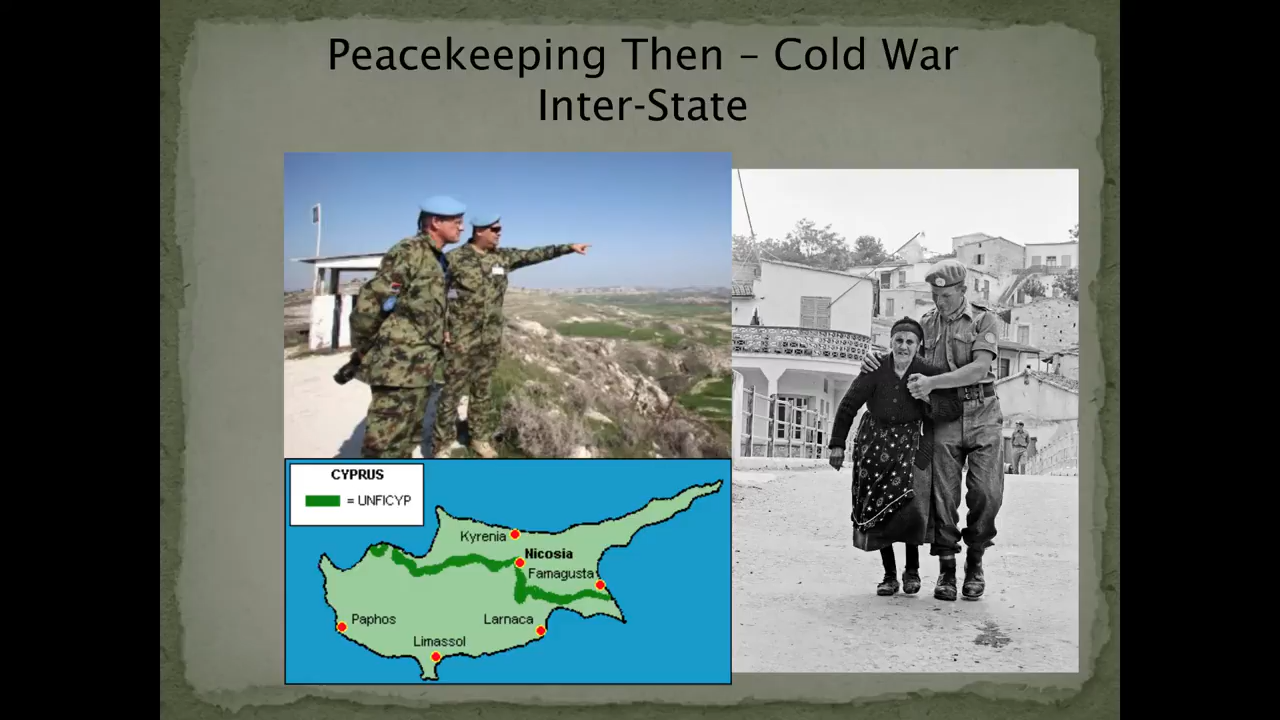 Peacekeeping Then – Cold War
Inter-State
CYPRUS
= UNFICYP
Kyrenia
Nicosia
Famagusta
Paphos
Larnaca
Limassol